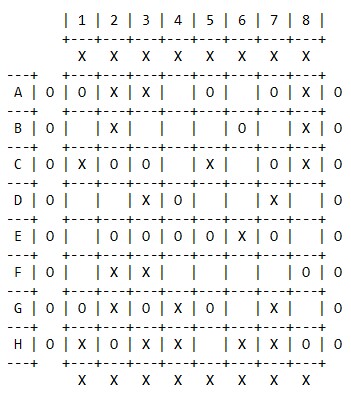 | 1 | 2 | 3 | 4 | 5 | 6 | 7 | 8 |
       +---+---+---+---+---+---+---+---+
         X   X   X   X   X   X   X   X
---+   +---+---+---+---+---+---+---+---+
 A | O | O | X | X |   | O |   | O | X | O
---+   +---+---+---+---+---+---+---+---+
 B | O |   | X |   |   |   | O |   | X | O
---+   +---+---+---+---+---+---+---+---+
 C | O | X | O | O |   | X |   | O | X | O
---+   +---+---+---+---+---+---+---+---+
 D | O |   |   | X | O |   |   | X |   | O
---+   +---+---+---+---+---+---+---+---+
 E | O |   | O | O | O | O | X | O |   | O
---+   +---+---+---+---+---+---+---+---+
 F | O |   | X | X |   |   |   |   | O | O
---+   +---+---+---+---+---+---+---+---+
 G | O | O | X | O | X | O |   | X |   | O
---+   +---+---+---+---+---+---+---+---+
 H | O | X | O | X | X |   | X | X | O | O
---+   +---+---+---+---+---+---+---+---+
         X   X   X   X   X   X   X   X